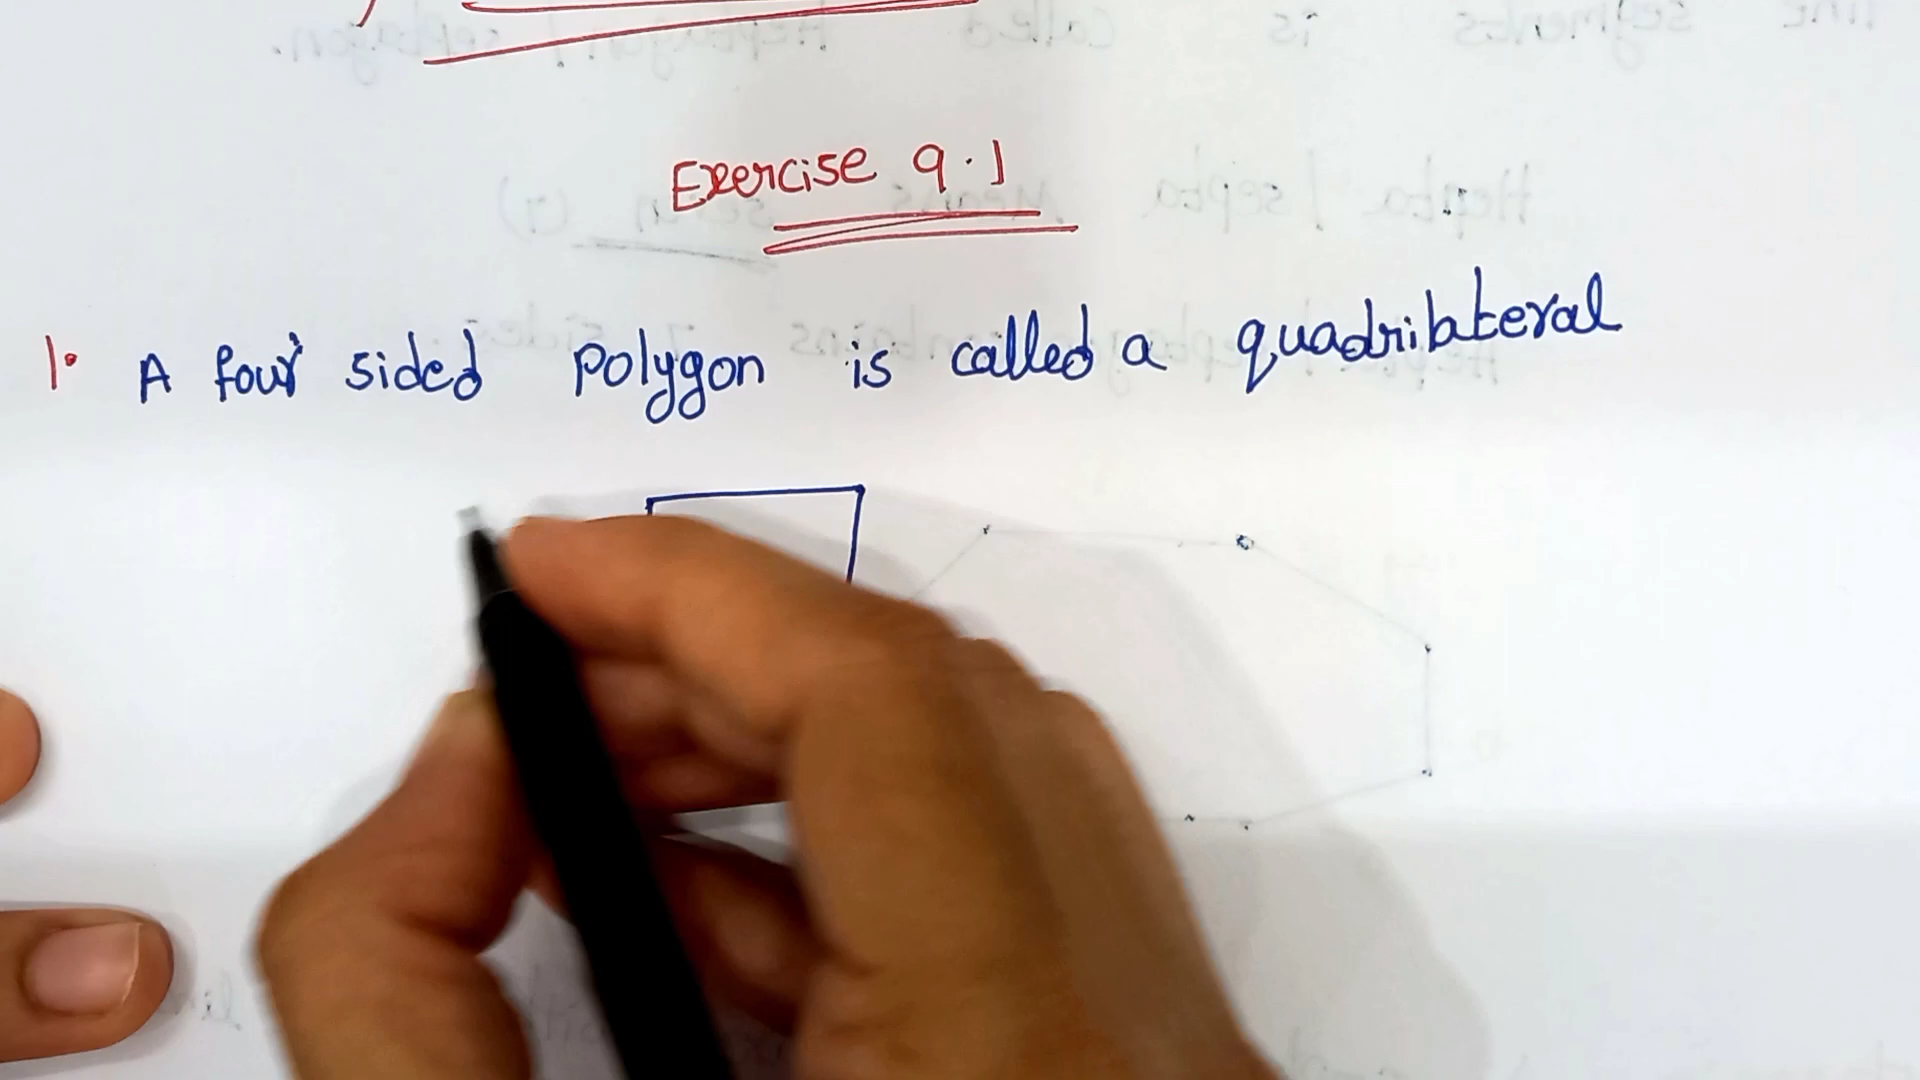 Exercise 9.1
1. A four sided polygon is called a quadrilateral